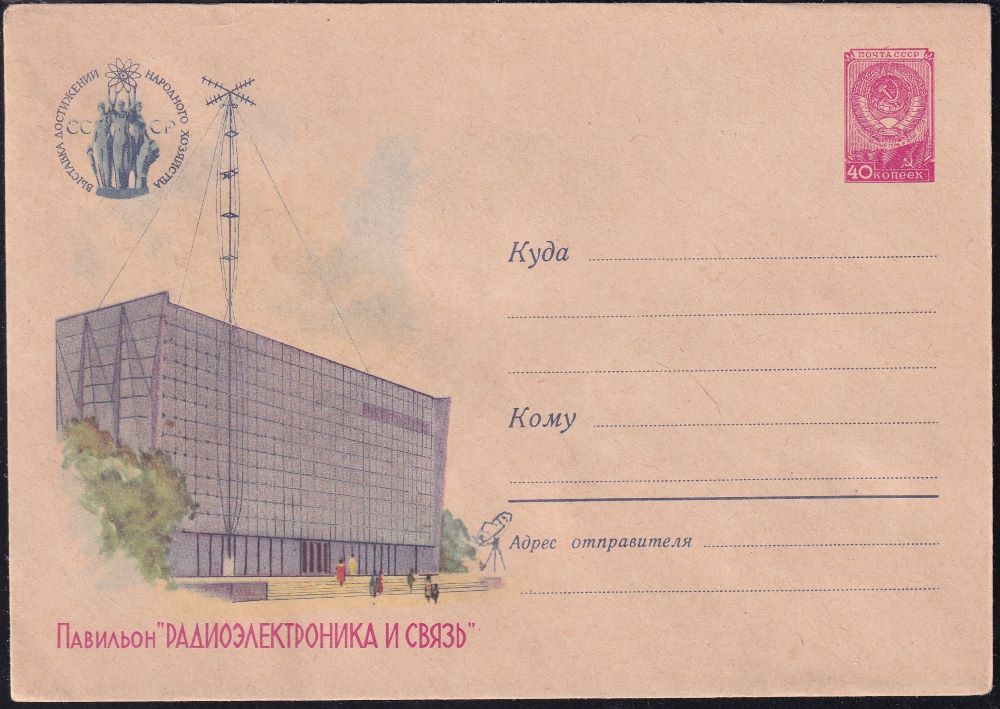 ВЫСТАВКА ДОСТИЖЕНИЙ НАРОДНОГО ХОЗЯЙСТВА
СССР
ПОЧТА СССР
40 КОПЕЕК
Куда
Кому
Адрес отправителя
Павильон "РАДИОЭЛЕКТРОНИКА И СВЯЗЬ"